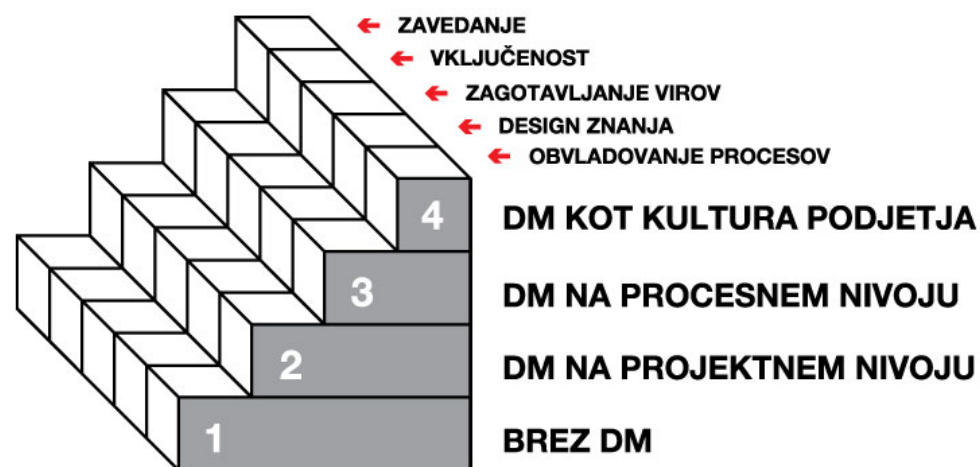 ZAVEDANJE
VKLJUČENOST
ZAGOTAVLJANJE VIROV
DESIGN ZNANJA
OBVLADOVANJE PROCESOV
4 DM KOT KULTURA PODJETJA
3 DM NA PROCESNEM NIVOJU
2 DM NA PROJEKTNEM NIVOJU
1 BREZ DM